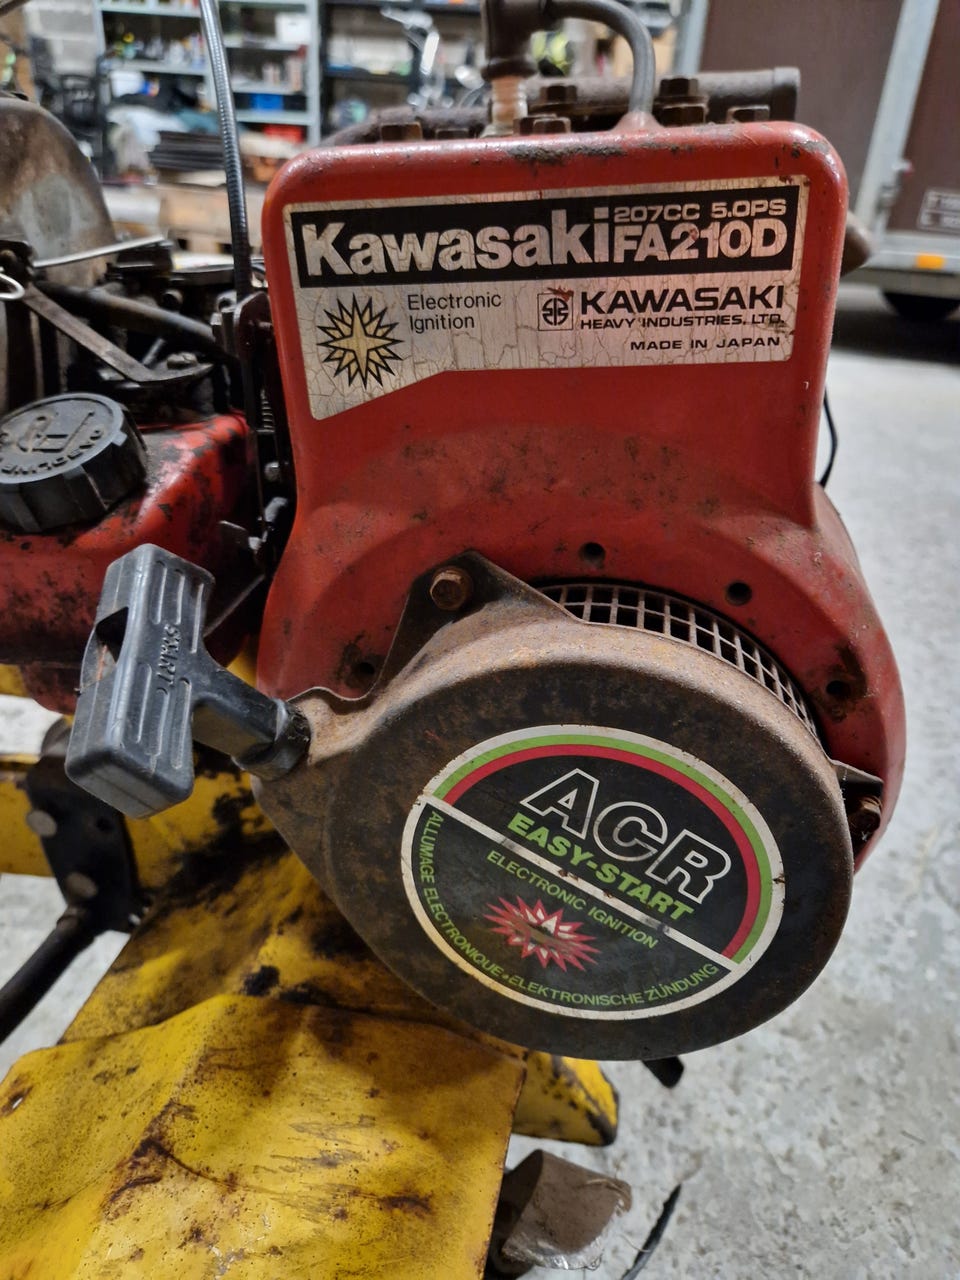 207CC 5.0PS
Kawasaki FA210D
Electronic
Ignition
KAWASAKI
HEAVY INDUSTRIES, LTD.
MADE IN JAPAN
START
ACR
EASY-START
ELECTRONIC IGNITION
ALLUMAGE ELECTRONIQUE • ELEKTRONISCHE ZÜNDUNG